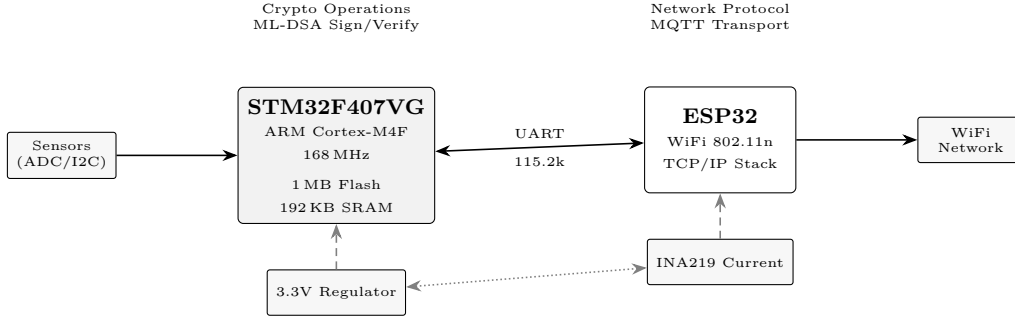 Crypto Operations
ML-DSA Sign/Verify
Network Protocol
MQTT Transport
Sensors
(ADC/I2C)
STM32F407VG
ARM Cortex-M4F
168 MHz
1 MB Flash
192 KB SRAM
UART
115.2k
ESP32
WiFi 802.11n
TCP/IP Stack
WiFi
Network
3.3V Regulator
INA219 Current